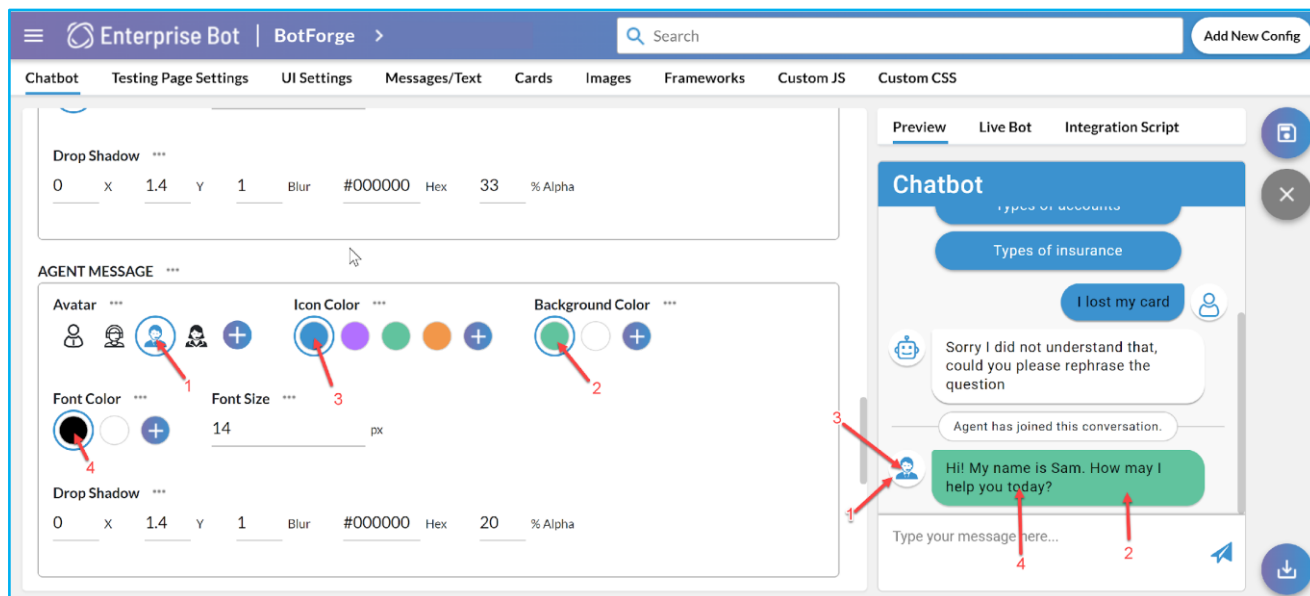 Enterprise Bot | BotForge >
Search
Add New Config
Chatbot Testing Page Settings UI Settings Messages/Text Cards Images Frameworks Custom JS Custom CSS
Drop Shadow ***
0 X 1.4 Y 1 Blur #000000 Hex 33 % Alpha
AGENT MESSAGE ***
Avatar *** Icon Color *** Background Color ***
1 3 2
Font Color *** Font Size ***
14 px
4
Drop Shadow ***
0 X 1.4 Y 1 Blur #000000 Hex 20 % Alpha
Preview Live Bot Integration Script
Chatbot
Types of accounts
Types of insurance
I lost my card
Sorry I did not understand that,
could you please rephrase the
question
Agent has joined this conversation.
3
Hi! My name is Sam. How may I
help you today?
1
Type your message here...
4 2